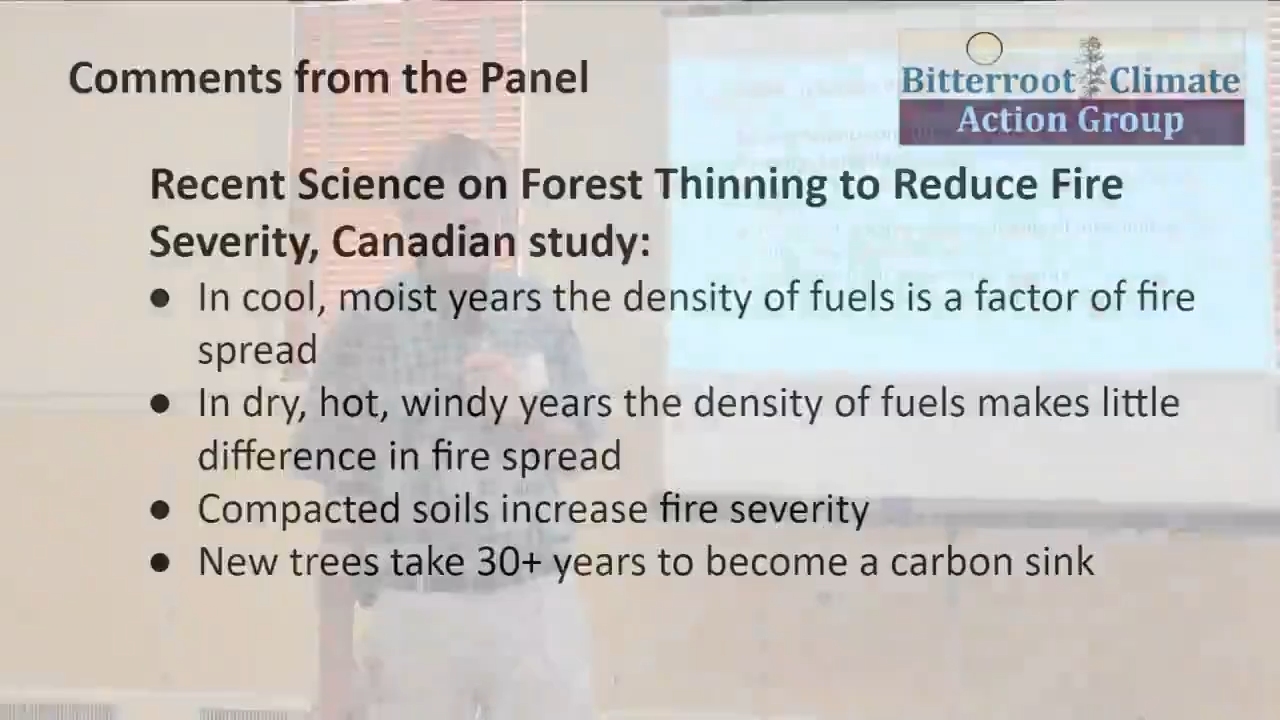 Comments from the Panel
Bitterroot Climate
Action Group
Recent Science on Forest Thinning to Reduce Fire
Severity, Canadian study:
● In cool, moist years the density of fuels is a factor of fire
spread
● In dry, hot, windy years the density of fuels makes little
difference in fire spread
● Compacted soils increase fire severity
● New trees take 30+ years to become a carbon sink